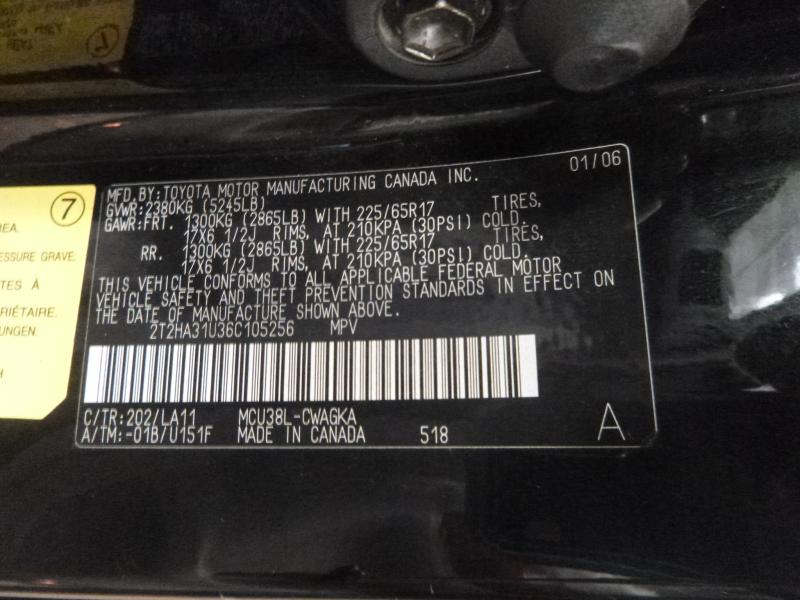 MFD.BY:TOYOTA MOTOR MANUFACTURING CANADA INC. 01/06
GVWR:2380KG (5245LB)
GAWR:FRT. 1300KG (2865LB) WITH 225/65R17 TIRES,
17X6 1/2J RIMS, AT 210KPA (30PSI) COLD.
RR. 1300KG (2865LB) WITH 225/65R17 TIRES,
17X6 1/2J RIMS, AT 210KPA (30PSI) COLD.
THIS VEHICLE CONFORMS TO ALL APPLICABLE FEDERAL MOTOR
VEHICLE SAFETY AND THEFT PREVENTION STANDARDS IN EFFECT ON
THE DATE OF MANUFACTURE SHOWN ABOVE.
2T2HA31U36C105256 MPV
C/TR:202/LA11 MCU38L-CWAGKA
A/TM:-01B/U151F MADE IN CANADA 518 A
7
REA.
ESSURE GRAVE.
TES À
PRIÉTAIRE.
UNGEN: